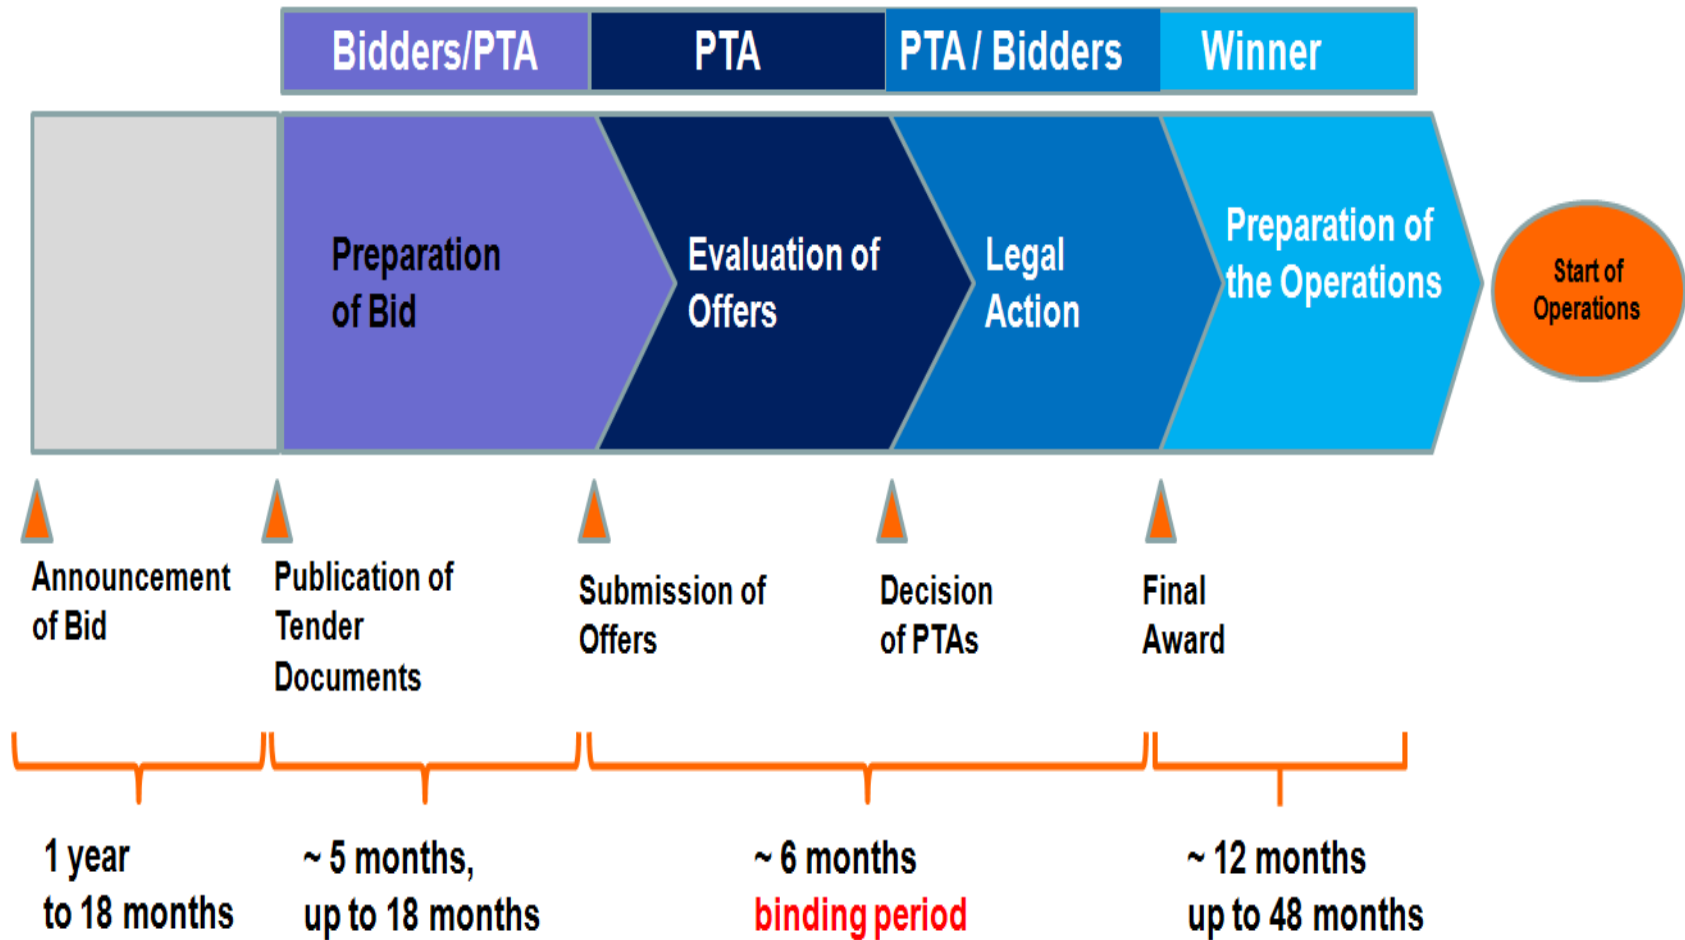 Bidders/PTA
PTA
PTA / Bidders
Winner
Preparation
of Bid
Evaluation of
Offers
Legal
Action
Preparation of
the Operations
Start of
Operations
Announcement
of Bid
Publication of
Tender
Documents
Submission of
Offers
Decision
of PTAs
Final
Award
1 year
to 18 months
~ 5 months,
up to 18 months
~ 6 months
binding period
~ 12 months
up to 48 months